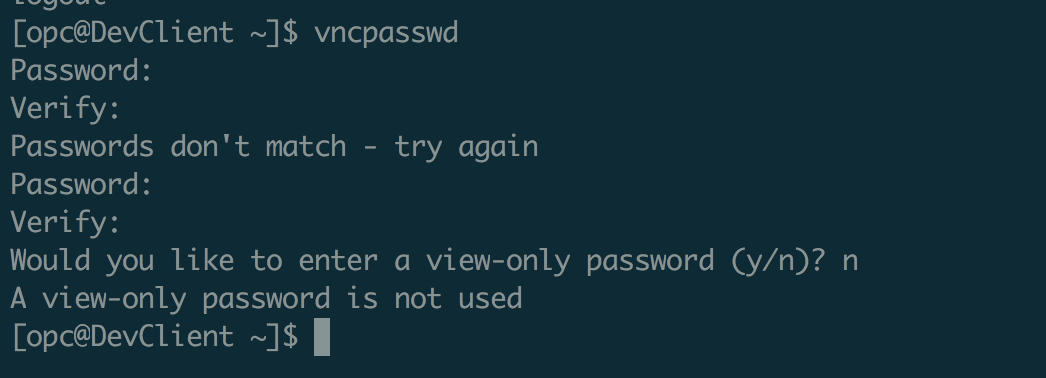 logout
[opc@DevClient ~]$ vncpasswd
Password:
Verify:
Passwords don't match - try again
Password:
Verify:
Would you like to enter a view-only password (y/n)? n
A view-only password is not used
[opc@DevClient ~]$